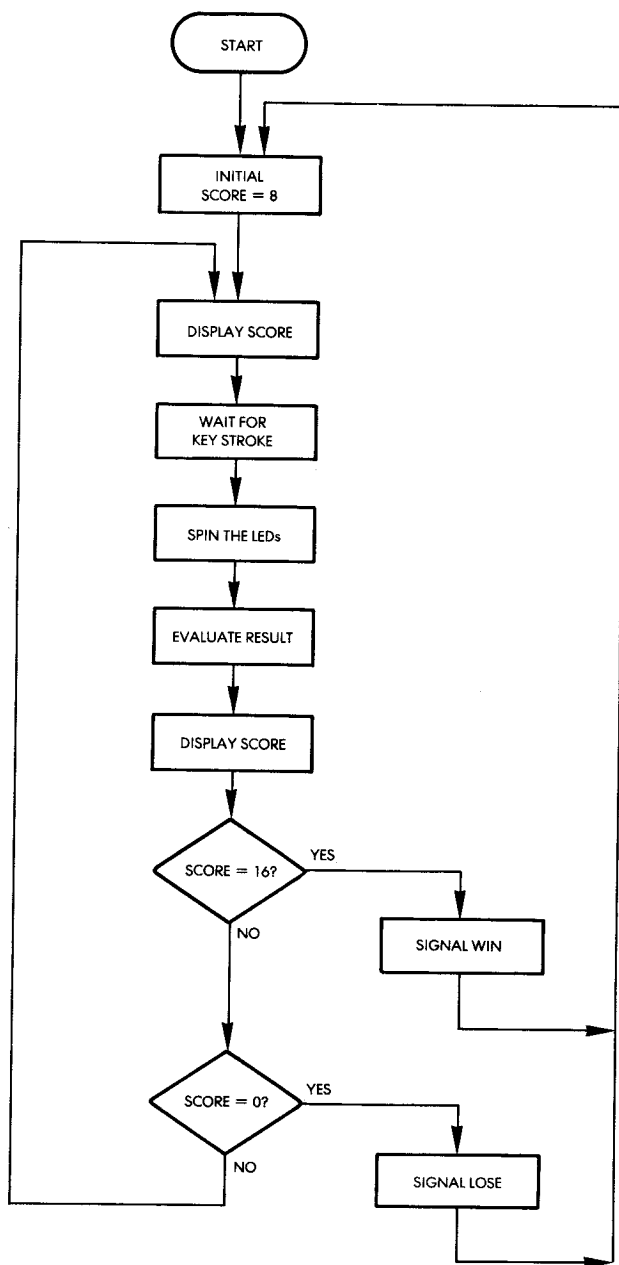 START
INITIAL
SCORE = 8
DISPLAY SCORE
WAIT FOR
KEY STROKE
SPIN THE LEDs
EVALUATE RESULT
DISPLAY SCORE
SCORE = 16?
YES
NO
SIGNAL WIN
SCORE = 0?
YES
NO
SIGNAL LOSE